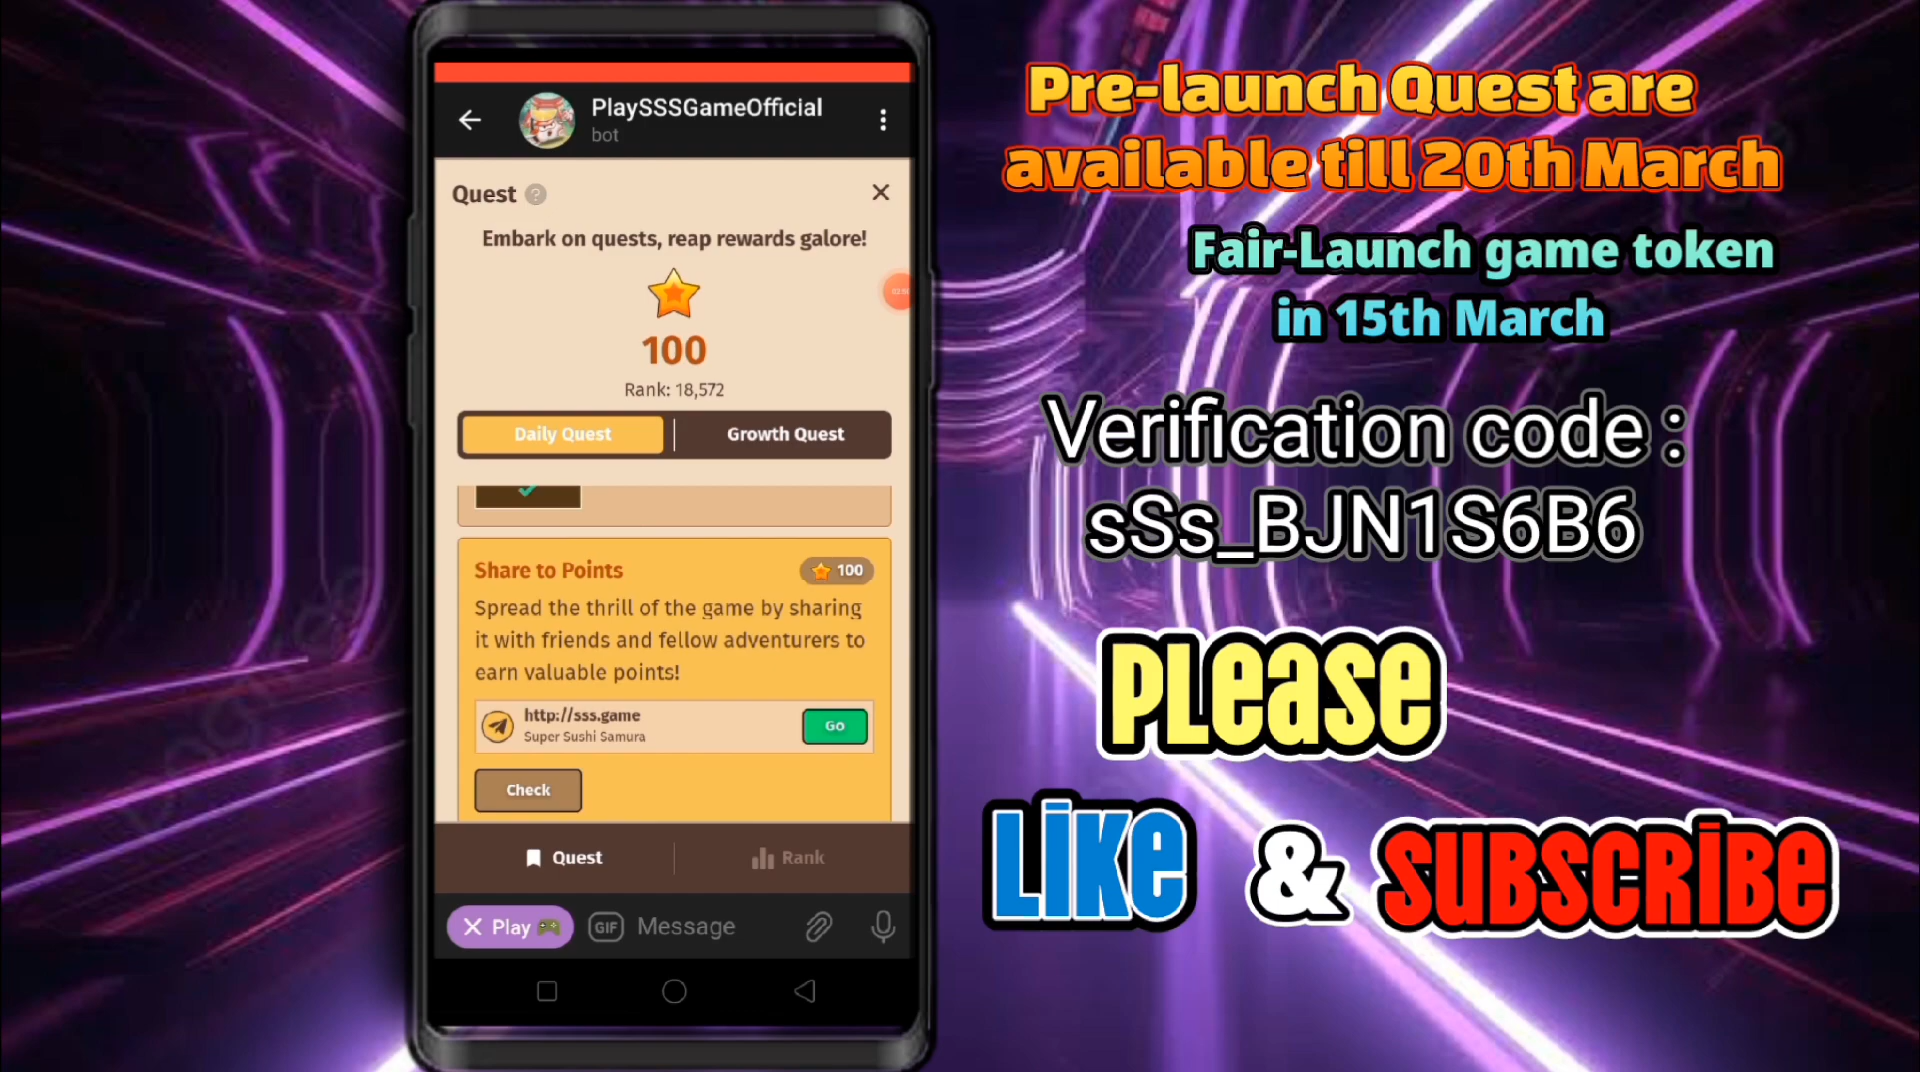 PlaySSSGameOfficial
bot
Quest ?
Embark on quests, reap rewards galore!
100
Rank: 18,572
Daily Quest
Growth Quest
Share to Points
100
Spread the thrill of the game by sharing
it with friends and fellow adventurers to
earn valuable points!
http://sss.game
Super Sushi Samura
Go
Check
Quest
Rank
Play
GIF
Message
Pre-launch Quest are
available till 20th March
Fair-Launch game token
in 15th March
Verification code :
sSs_BJN1S6B6
PLeaSe
LiKe
&
SUBSCRiBe